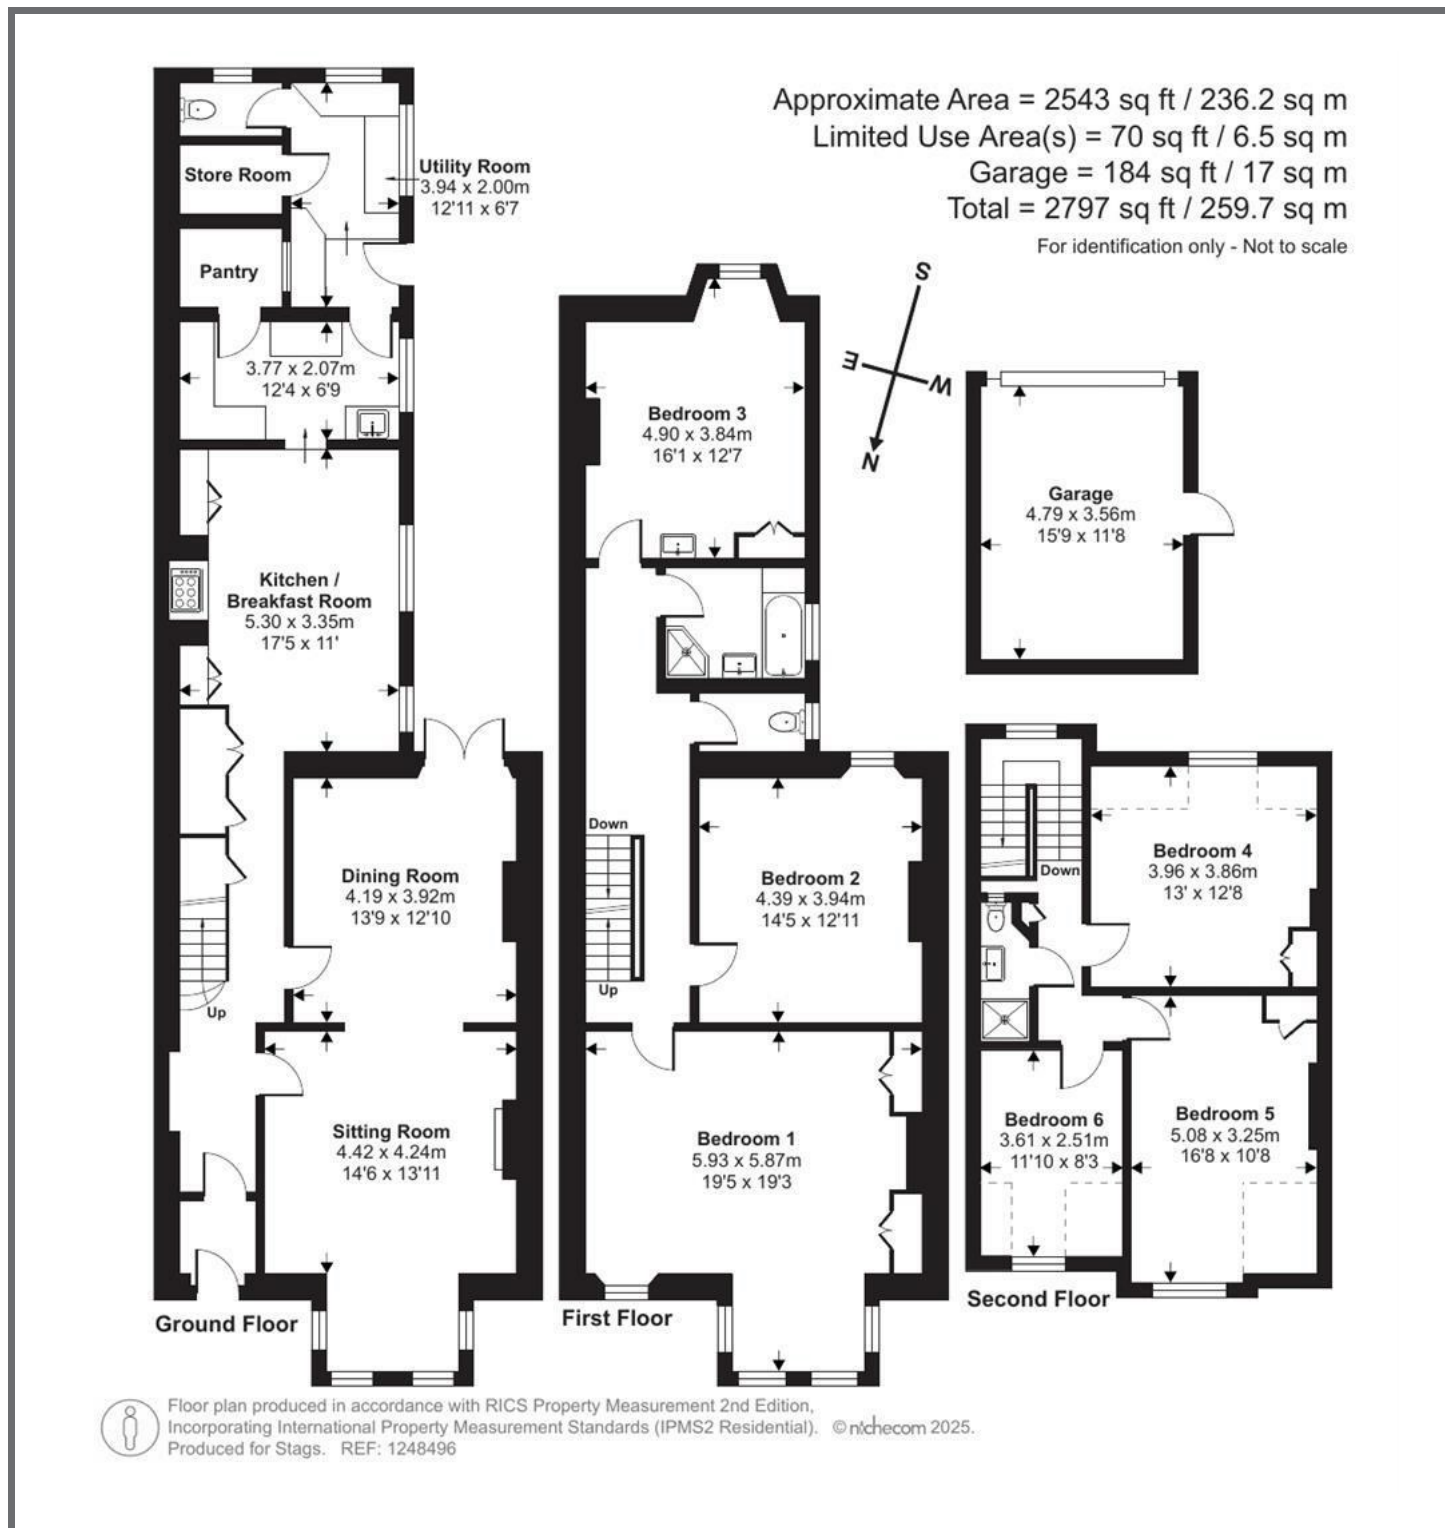 Approximate Area = 2543 sq ft / 236.2 sq m
Limited Use Area(s) = 70 sq ft / 6.5 sq m
Garage = 184 sq ft / 17 sq m
Total = 2797 sq ft / 259.7 sq m
For identification only - Not to scale
Store Room
Utility Room
3.94 x 2.00m
12'11 x 6'7
Pantry
3.77 x 2.07m
12'4 x 6'9
Kitchen /
Breakfast Room
5.30 x 3.35m
17'5 x 11'
Dining Room
4.19 x 3.92m
13'9 x 12'10
Up
Sitting Room
4.42 x 4.24m
14'6 x 13'11
Ground Floor
Bedroom 3
4.90 x 3.84m
16'1 x 12'7
Down
Bedroom 2
4.39 x 3.94m
14'5 x 12'11
Up
Bedroom 1
5.93 x 5.87m
19'5 x 19'3
First Floor
S
E
W
N
Garage
4.79 x 3.56m
15'9 x 11'8
Down
Bedroom 4
3.96 x 3.86m
13' x 12'8
Bedroom 6
3.61 x 2.51m
11'10 x 8'3
Bedroom 5
5.08 x 3.25m
16'8 x 10'8
Second Floor
Floor plan produced in accordance with RICS Property Measurement 2nd Edition,
Incorporating International Property Measurement Standards (IPMS2 Residential). © nichecom 2025.
Produced for Stags. REF: 1248496